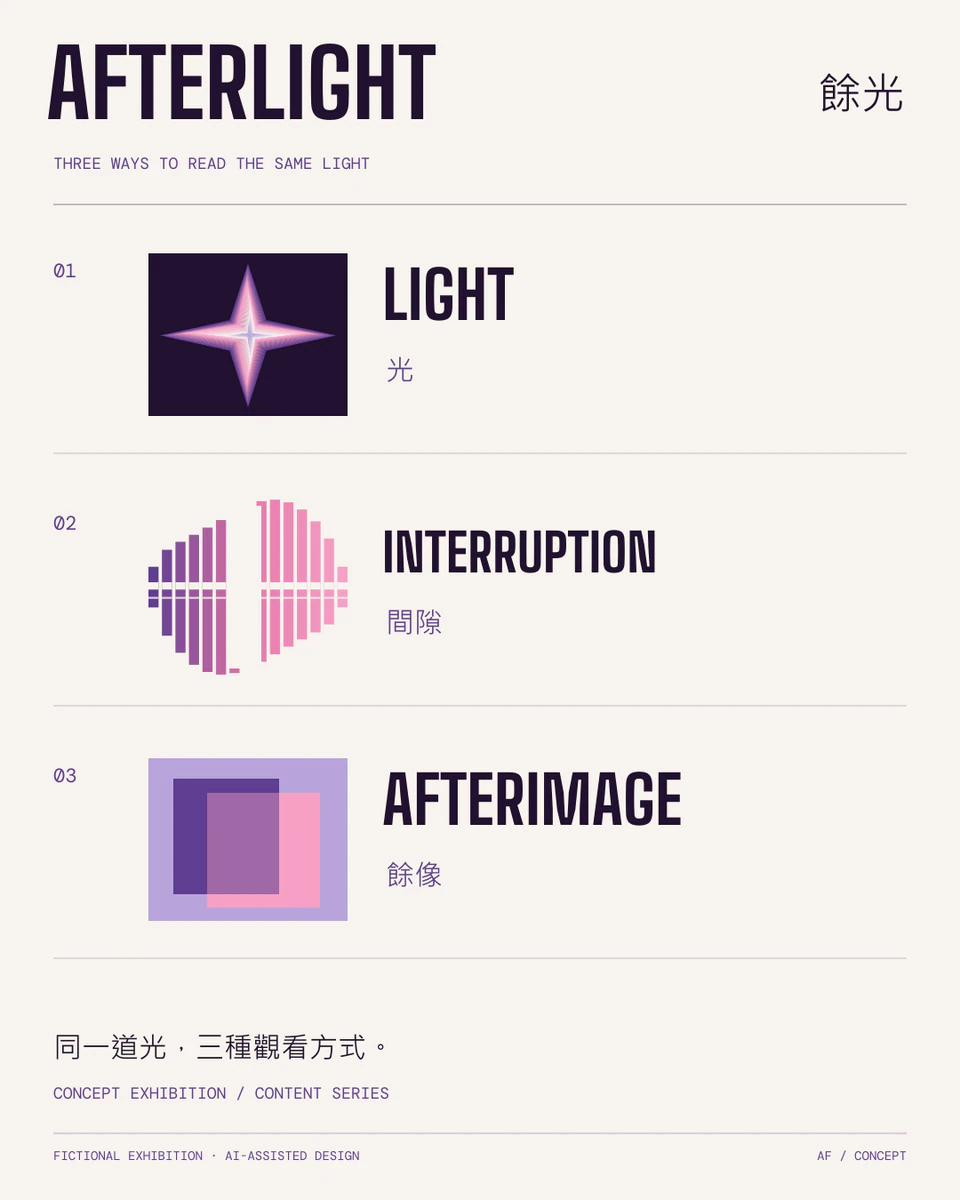 AFTERLIGHT
餘光
THREE WAYS TO READ THE SAME LIGHT
01
LIGHT
光
02
INTERRUPTION
間隙
03
AFTERIMAGE
餘像
同一道光，三種觀看方式。
CONCEPT EXHIBITION / CONTENT SERIES
FICTIONAL EXHIBITION · AI-ASSISTED DESIGN
AF / CONCEPT